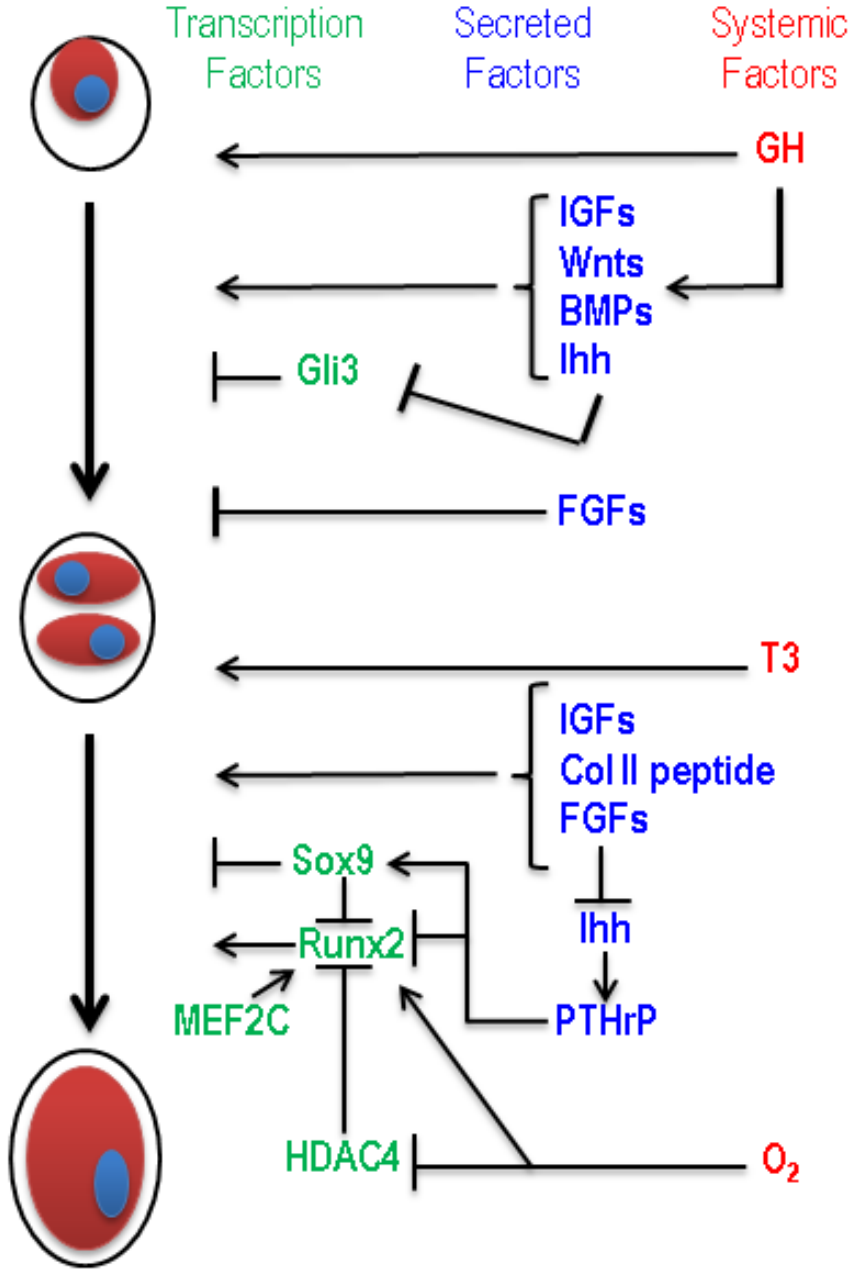 Transcription Factors
Secreted Factors
Systemic Factors
GH
IGFs
Wnts
BMPs
Ihh
Gli3
FGFs
T3
IGFs
Col II peptide
FGFs
Sox9
Ihh
Runx2
MEF2C
PTHrP
HDAC4
O₂